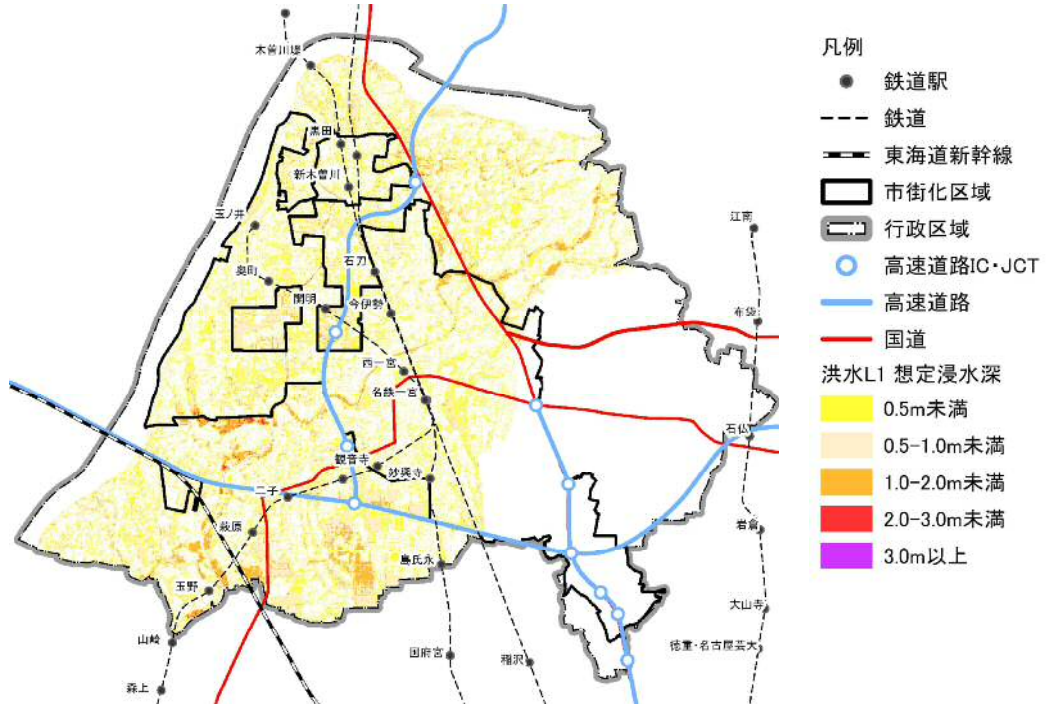 木曽川堤
黒田
新木曽川
玉ノ井
石刀
奥町
開明
今伊勢
西一宮
名鉄一宮
観音寺
妙興寺
二子
萩原
島氏永
玉野
山崎
森上
国府宮
稲沢
江南
布袋
石仏
岩倉
大山寺
徳重・名古屋芸大
凡例
鉄道駅
鉄道
東海道新幹線
市街化区域
行政区域
高速道路IC・JCT
高速道路
国道
洪水L1 想定浸水深
0.5m未満
0.5-1.0m未満
1.0-2.0m未満
2.0-3.0m未満
3.0m以上